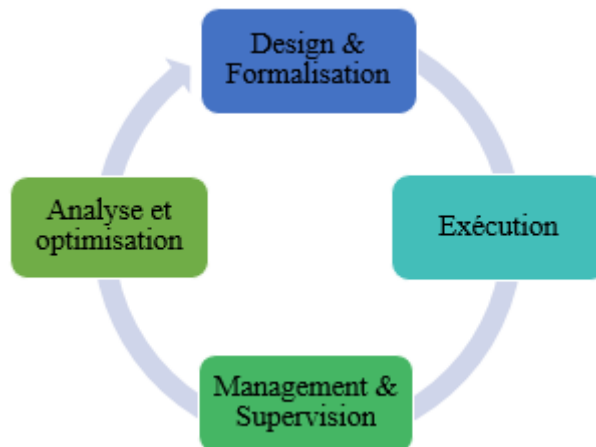 Design &
Formalisation
Exécution
Management &
Supervision
Analyse et
optimisation